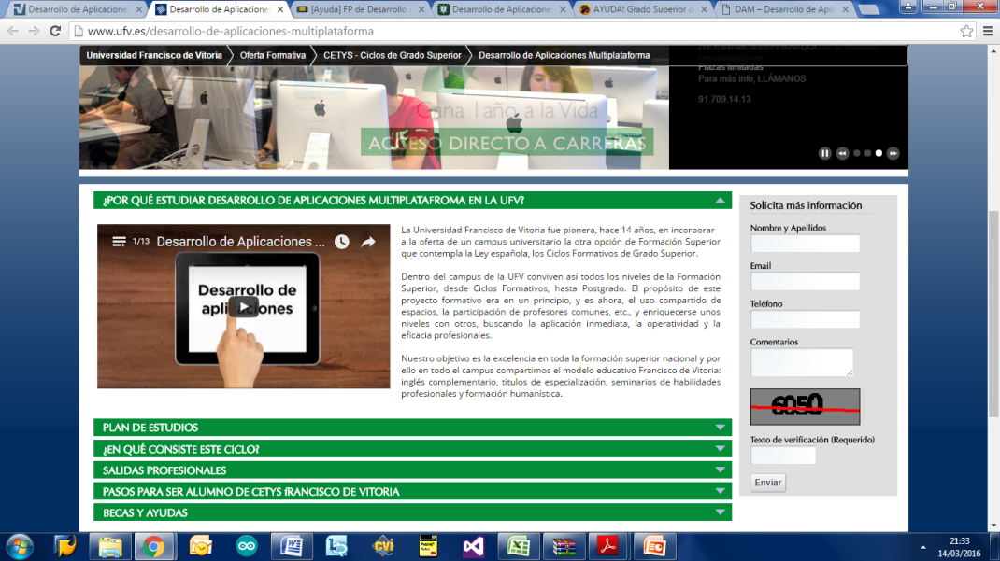 Desarrollo de Aplicacione
Desarrollo de Aplicacione
[Ayuda] FP de Desarrollo
Desarrollo de Aplicacione
AYUDA! Grado Superior d
DAM – Desarrollo de Apli
www.ufv.es/desarrollo-de-aplicaciones-multiplataforma
Universidad Francisco de Vitoria
Oferta Formativa
CETYS - Ciclos de Grado Superior
Desarrollo de Aplicaciones Multiplataforma
Plazas limitadas
Para más info, LLÁMANOS
91.709.14.13
Gana 1 año a la Vida
ACCESO DIRECTO A CARRERAS
¿POR QUÉ ESTUDIAR DESARROLLO DE APLICACIONES MULTIPLATAFROMA EN LA UFV?
1/13 Desarrollo de Aplicaciones ...
Desarrollo de
aplicaciones
La Universidad Francisco de Vitoria fue pionera, hace 14 años, en incorporar
a la oferta de un campus universitario la otra opción de Formación Superior
que contempla la Ley española, los Ciclos Formativos de Grado Superior.
Dentro del campus de la UFV conviven así todos los niveles de la Formación
Superior, desde Ciclos Formativos, hasta Postgrado. El propósito de este
proyecto formativo era en un principio, y es ahora, el uso compartido de
espacios, la participación de profesores comunes, etc., y enriquecerse unos
niveles con otros, buscando la aplicación inmediata, la operatividad y la
eficacia profesionales.
Nuestro objetivo es la excelencia en toda la formación superior nacional y por
ello en todo el campus compartimos el modelo educativo Francisco de Vitoria:
inglés complementario, títulos de especialización, seminarios de habilidades
profesionales y formación humanística.
PLAN DE ESTUDIOS
¿EN QUÉ CONSISTE ESTE CICLO?
SALIDAS PROFESIONALES
PASOS PARA SER ALUMNO DE CETYS fRANCISCO DE VITORIA
BECAS Y AYUDAS
Solicita más información
Nombre y Apellidos
Email
Teléfono
Comentarios
6050
Texto de verificación (Requerido)
Enviar
21:33
14/03/2016